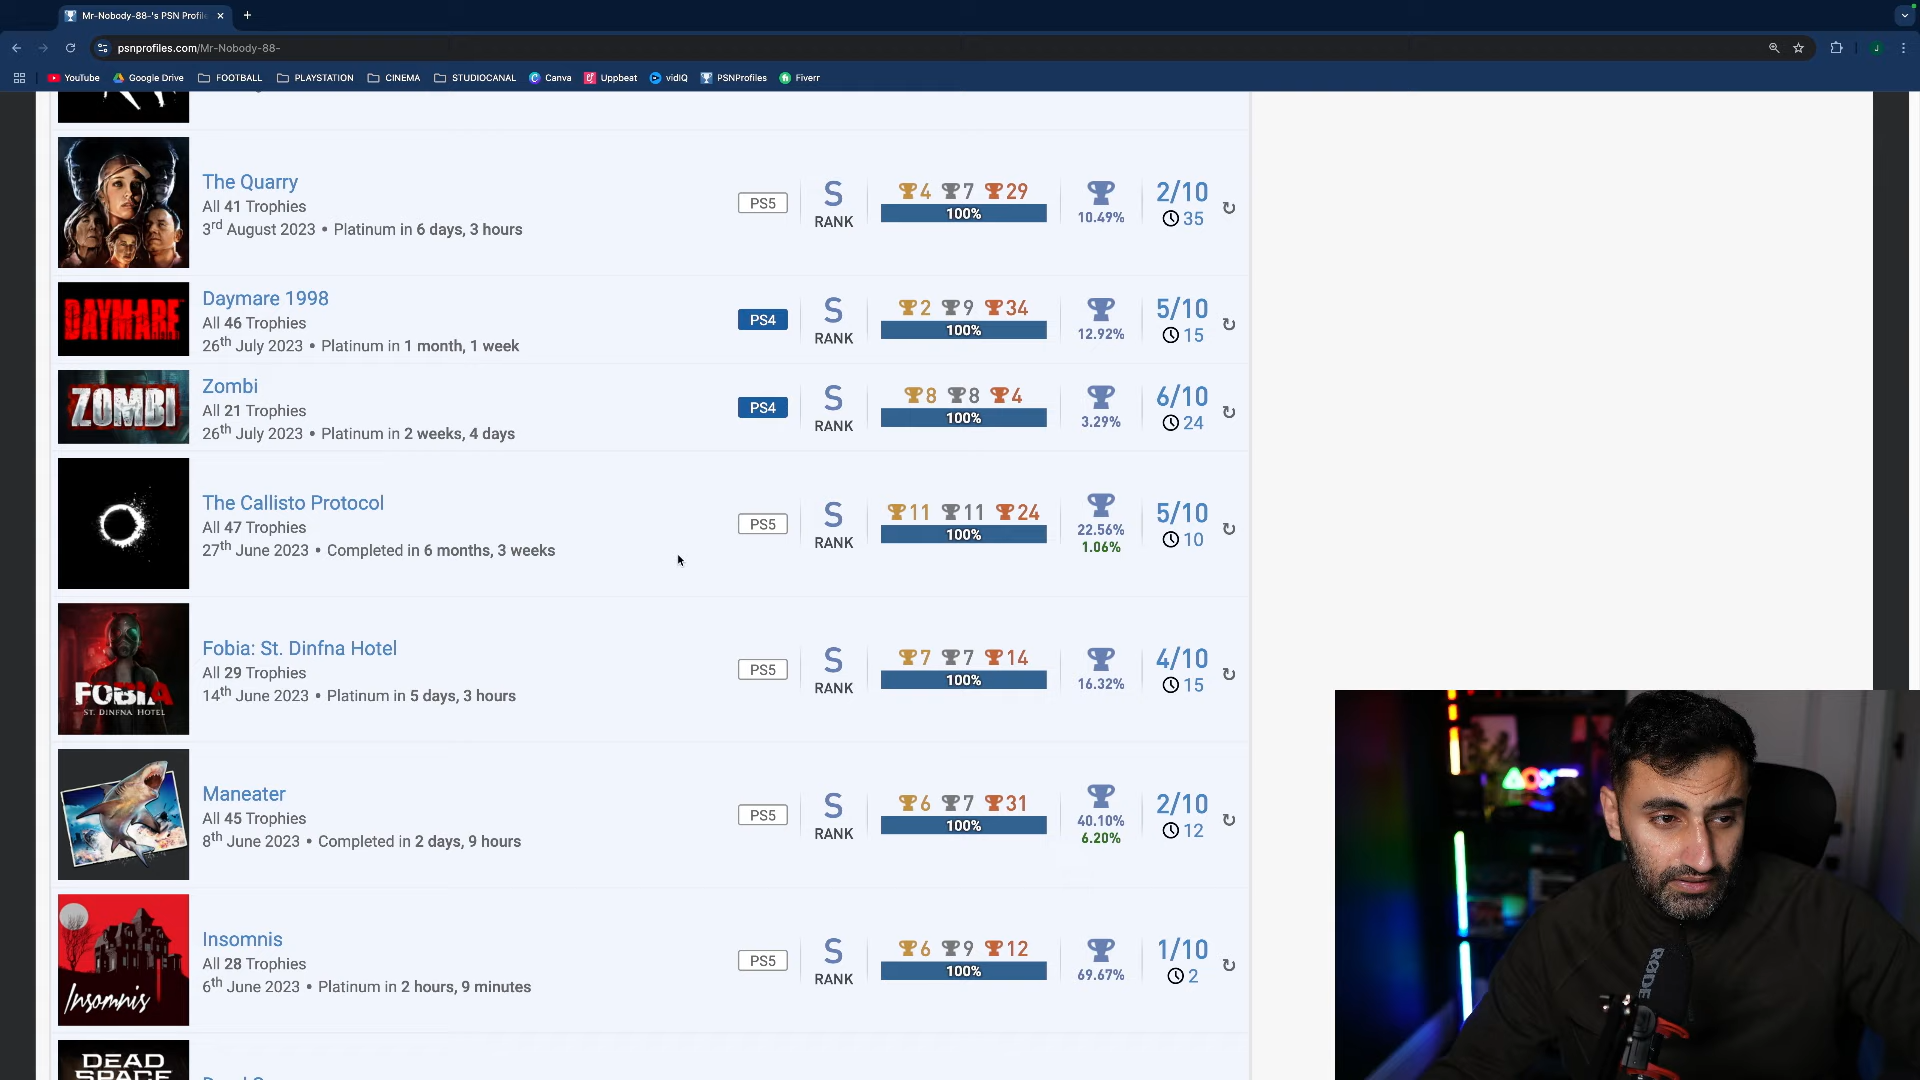 Mr-Nobody-88-'s PSN Profil
psnprofiles.com/Mr-Nobody-88-
J
YouTube Google Drive FOOTBALL PLAYSTATION CINEMA STUDIOCANAL Canva Uppbeat vidIQ PSNProfiles Fiverr
The Quarry
All 41 Trophies
3rd August 2023 • Platinum in 6 days, 3 hours
PS5
S
RANK
4 7 29
100%
10.49%
2/10
35
DAYMARE
Daymare 1998
All 46 Trophies
26th July 2023 • Platinum in 1 month, 1 week
PS4
S
RANK
2 9 34
100%
12.92%
5/10
15
ZOMBI
Zombi
All 21 Trophies
26th July 2023 • Platinum in 2 weeks, 4 days
PS4
S
RANK
8 8 4
100%
3.29%
6/10
24
The Callisto Protocol
All 47 Trophies
27th June 2023 • Completed in 6 months, 3 weeks
PS5
S
RANK
11 11 24
100%
22.56%
1.06%
5/10
10
FOBIA
ST. DINFNA HOTEL
Fobia: St. Dinfna Hotel
All 29 Trophies
14th June 2023 • Platinum in 5 days, 3 hours
PS5
S
RANK
7 7 14
100%
16.32%
4/10
15
Maneater
All 45 Trophies
8th June 2023 • Completed in 2 days, 9 hours
PS5
S
RANK
6 7 31
100%
40.10%
6.20%
2/10
12
Insomnis
Insomnis
All 28 Trophies
6th June 2023 • Platinum in 2 hours, 9 minutes
PS5
S
RANK
6 9 12
100%
69.67%
1/10
2
DEAD
SPACE
RØDE